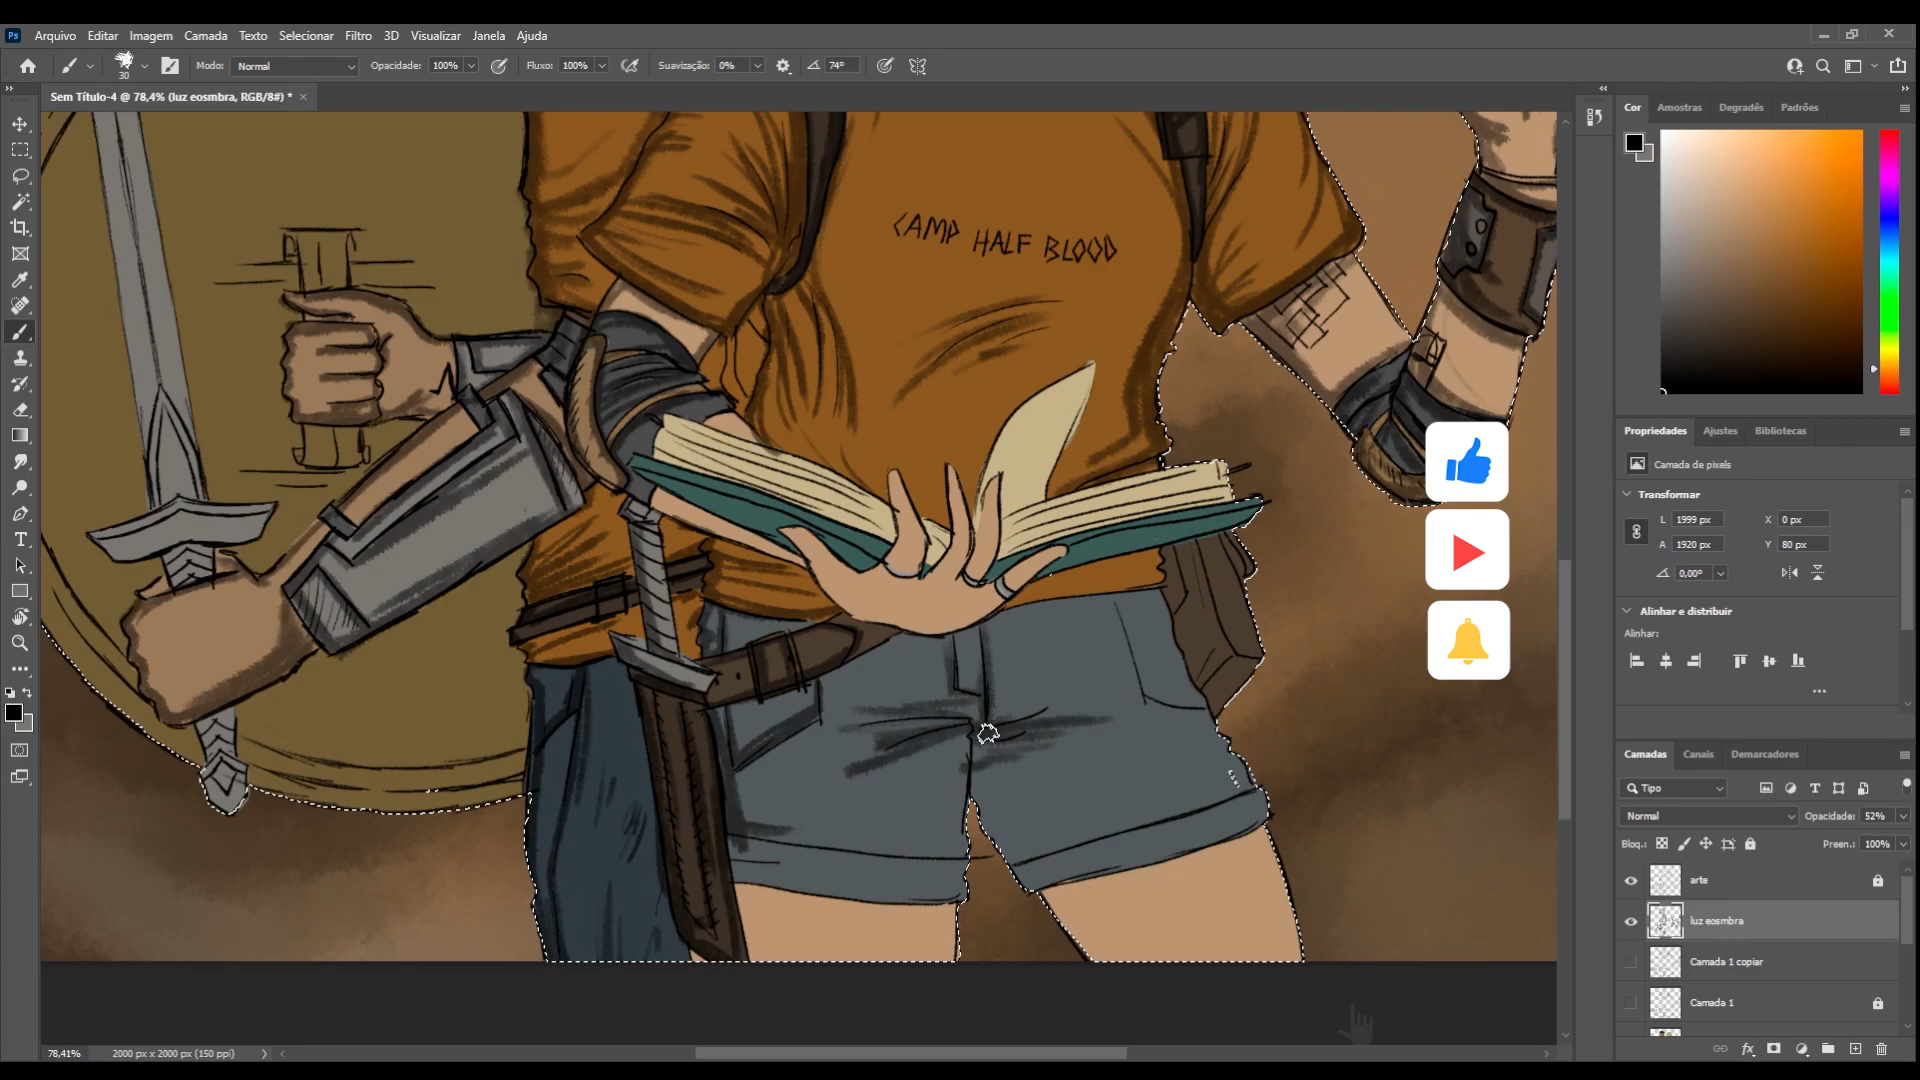 Ps Arquivo Editar Imagem Camada Texto Selecionar Filtro 3D Visualizar Janela Ajuda
30 Modo: Normal Opacidade: 100% Fluxo: 100% Suavização: 0% 74°
Sem Título-4 @ 78,4% (luz eosmbra, RGB/8#) *
Cor Amostras Degradês Padrões
CAMP HALF BLOOD
Propriedades Ajustes Bibliotecas
Camada de pixels
Transformar
L 1999 px X 0 px
A 1920 px Y 80 px
0,00°
Alinhar e distribuir
Alinhar:
Camadas Canais Demarcadores
Tipo
Normal Opacidade: 52%
Bloq.: Preen.: 100%
arte
luz eosmbra
Camada 1 copiar
Camada 1
fx
78,41% 2000 px x 2000 px (150 ppi)